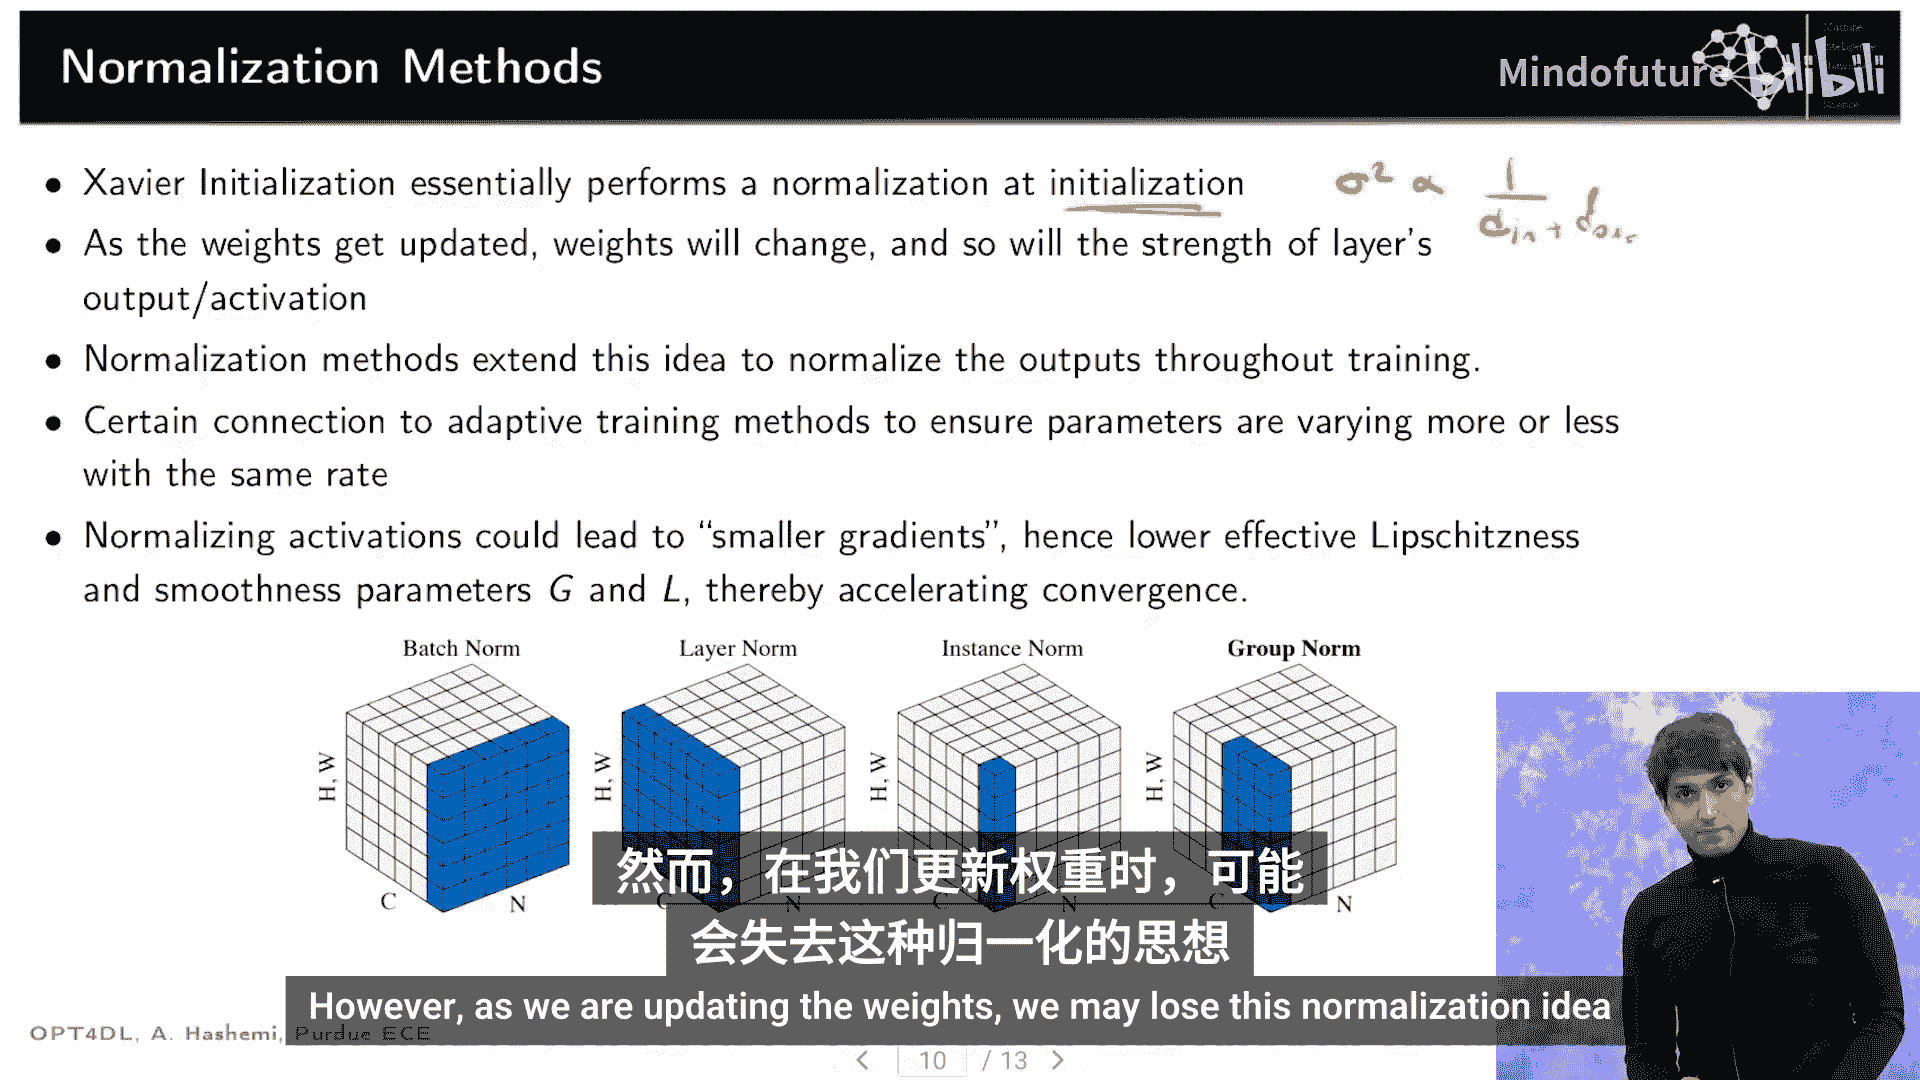 Normalization Methods
Mindofuture
bilibili
• Xavier Initialization essentially performs a normalization at initialization
σ² ∝ 1 / d_in + d_out
• As the weights get updated, weights will change, and so will the strength of layer's
output/activation
• Normalization methods extend this idea to normalize the outputs throughout training.
• Certain connection to adaptive training methods to ensure parameters are varying more or less
with the same rate
• Normalizing activations could lead to “smaller gradients”, hence lower effective Lipschitzness
and smoothness parameters G and L, thereby accelerating convergence.
Batch Norm
H, W
C
N
Layer Norm
H, W
C
N
Instance Norm
H, W
C
N
Group Norm
H, W
C
N
然而，在我们更新权重时，可能
会失去这种归一化的思想
However, as we are updating the weights, we may lose this normalization idea
OPT4DL, A. Hashemi, Purdue ECE
10 / 13